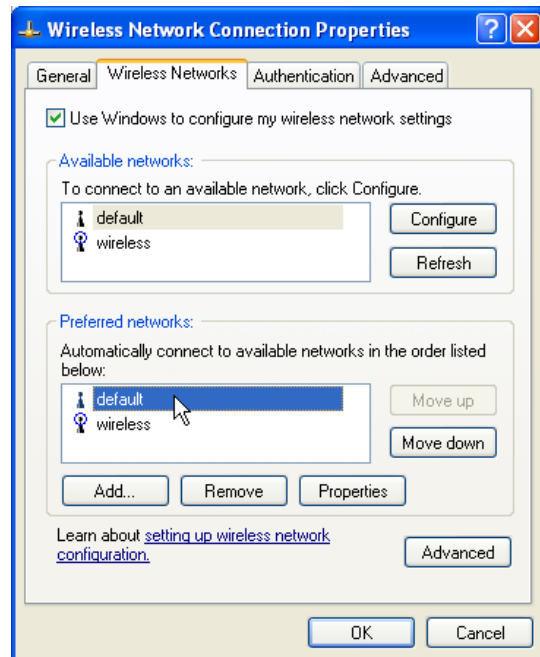 Wireless Network Connection Properties
General Wireless Networks Authentication Advanced
Use Windows to configure my wireless network settings
Available networks:
To connect to an available network, click Configure.
default
Configure
wireless
Refresh
Preferred networks:
Automatically connect to available networks in the order listed
below:
default
Move up
wireless
Move down
Add... Remove Properties
Learn about setting up wireless network
configuration.
Advanced
OK Cancel